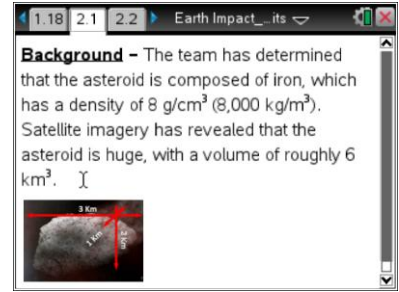 1.18 2.1 2.2 Earth Impact_…its
Background – The team has determined
that the asteroid is composed of iron, which
has a density of 8 g/cm³ (8,000 kg/m³).
Satellite imagery has revealed that the
asteroid is huge, with a volume of roughly 6
km³.
3 Km
1 Km
2 Km